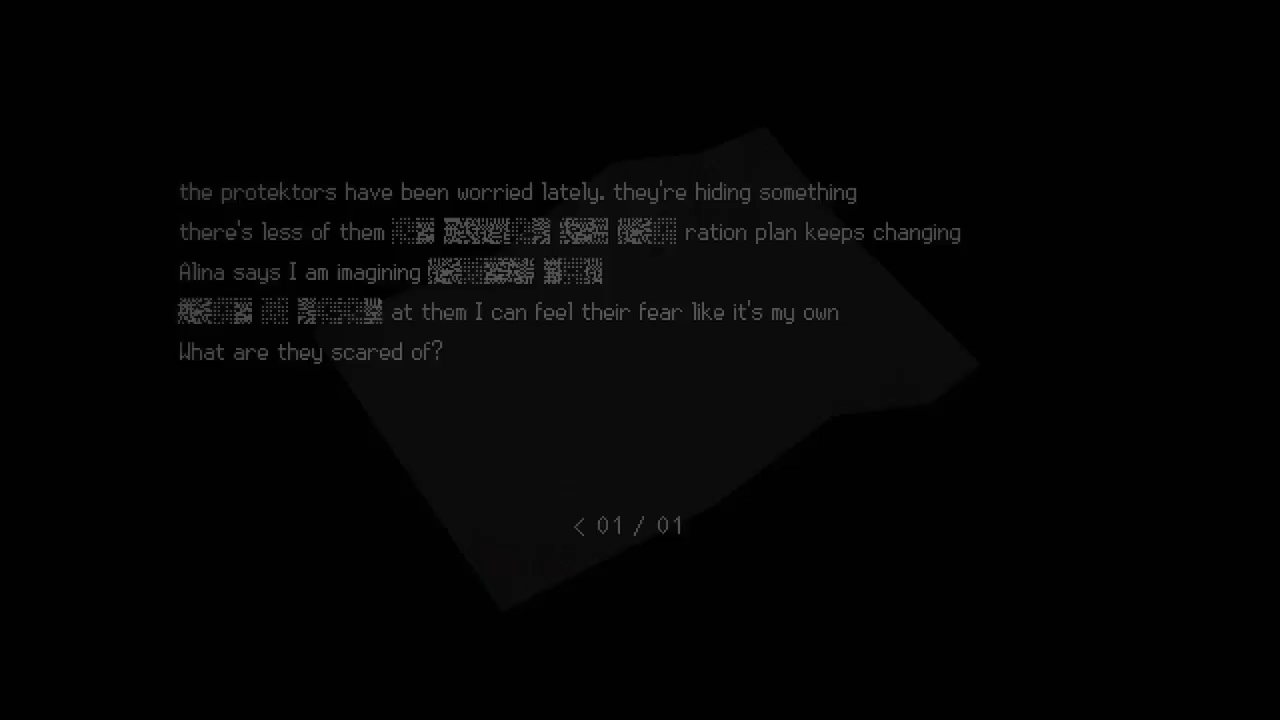 the protektors have been worried lately. they're hiding something
there's less of them ration plan keeps changing
Alina says I am imagining
at them I can feel their fear like it's my own
What are they scared of?
< 01 / 01